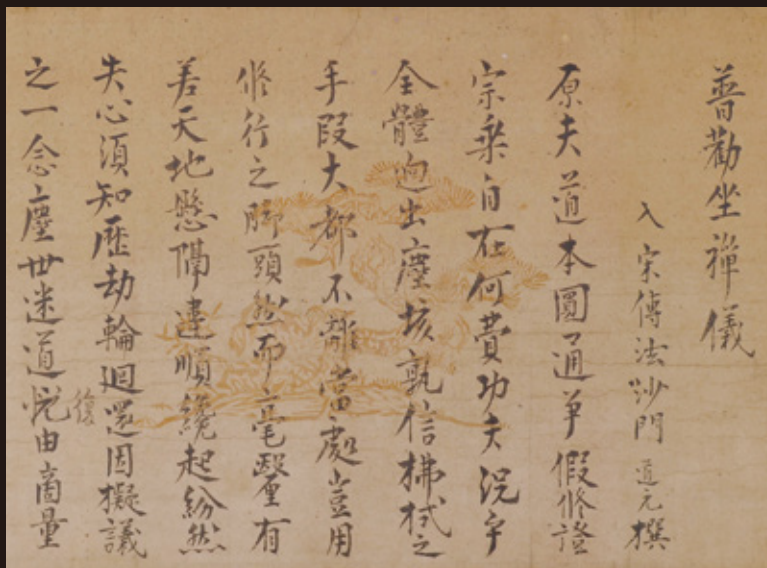 普勸坐禪儀
入宋傳法沙門 道元撰
原夫道本圓通爭假修證
宗乘自在何費功夫況乎
全體逈出塵埃孰信拂拭之
手段大都不離當處豈用
修行之脚頭然而毫釐有
差天地懸隔違順纔起紛然
失心須知歷劫輪迴還因擬議
之一念塵世迷道復由商量